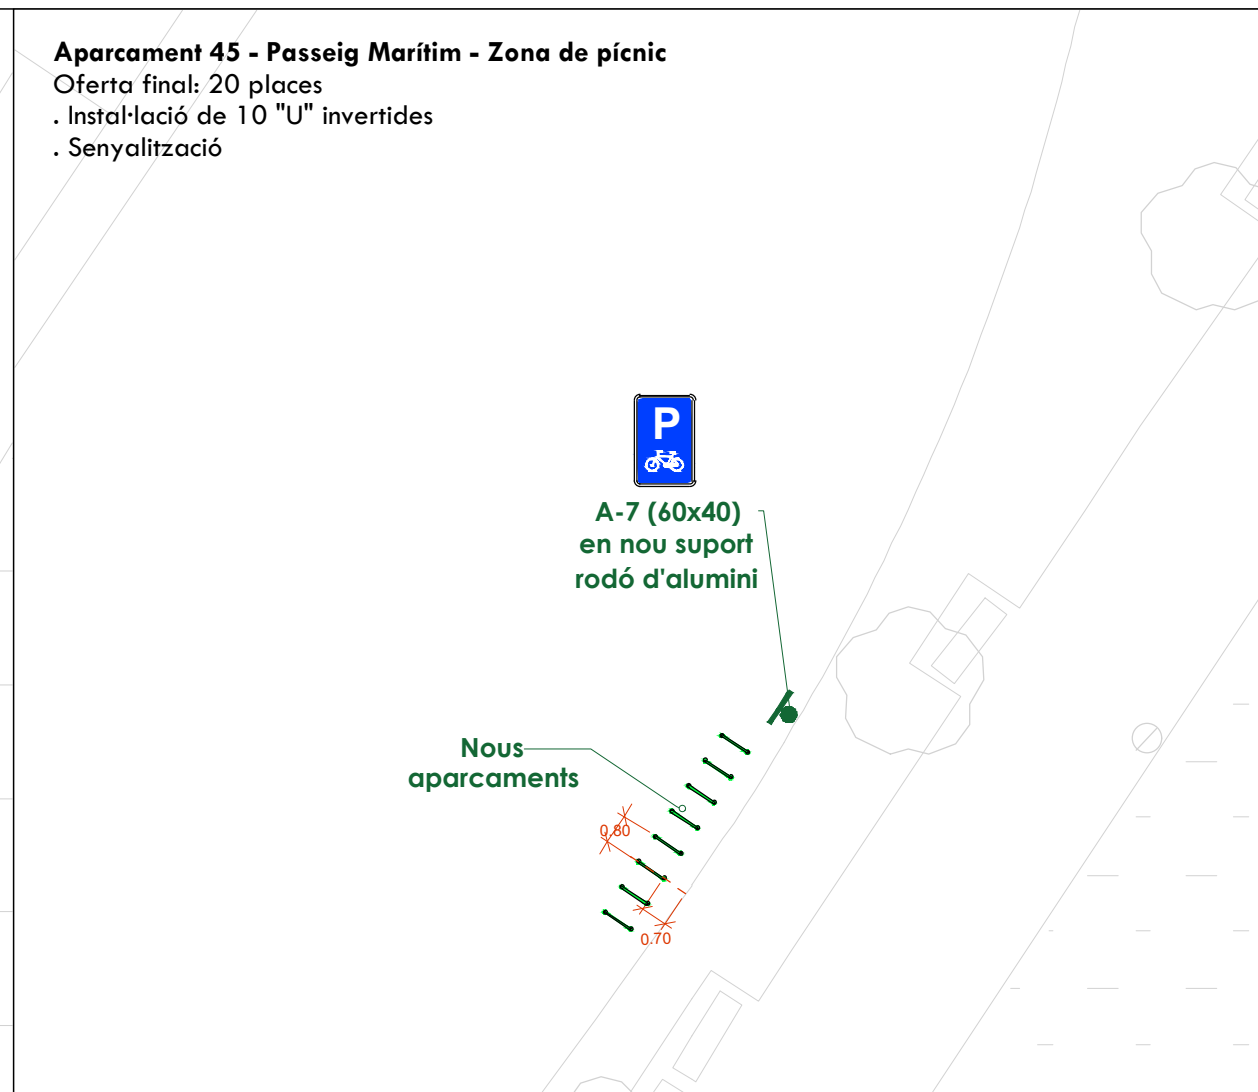 Aparcament 45 - Passeig Marítim - Zona de pícnic
Oferta final: 20 places
. Instal·lació de 10 "U" invertides
. Senyalització
P
A-7 (60x40)
en nou suport
rodó d'alumini
Nous
aparcaments
0.80
0.70